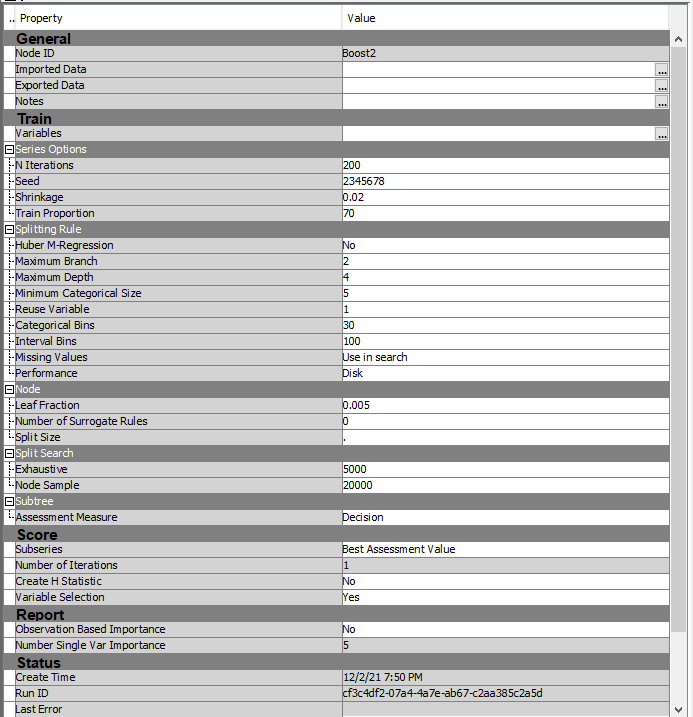 .. Property Value
General
Node ID Boost2
Imported Data ...
Exported Data ...
Notes ...
Train
Variables ...
Series Options
N Iterations 200
Seed 2345678
Shrinkage 0.02
Train Proportion 70
Splitting Rule
Huber M-Regression No
Maximum Branch 2
Maximum Depth 4
Minimum Categorical Size 5
Reuse Variable 1
Categorical Bins 30
Interval Bins 100
Missing Values Use in search
Performance Disk
Node
Leaf Fraction 0.005
Number of Surrogate Rules 0
Split Size .
Split Search
Exhaustive 5000
Node Sample 20000
Subtree
Assessment Measure Decision
Score
Subseries Best Assessment Value
Number of Iterations 1
Create H Statistic No
Variable Selection Yes
Report
Observation Based Importance No
Number Single Var Importance 5
Status
Create Time 12/2/21 7:50 PM
Run ID cf3c4df2-07a4-4a7e-ab67-c2aa385c2a5d
Last Error